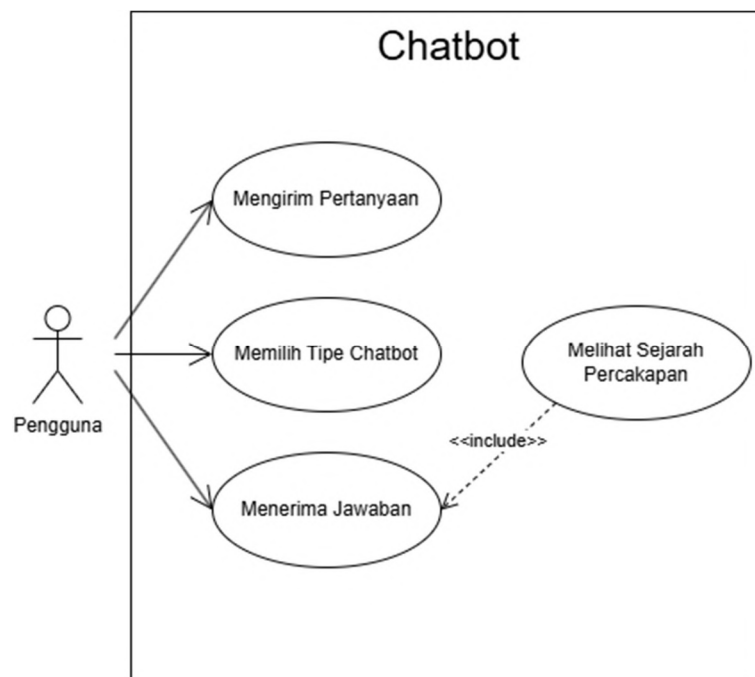 Chatbot
Mengirim Pertanyaan
Memilih Tipe Chatbot
Melihat Sejarah
Percakapan
Pengguna
<<include>>
Menerima Jawaban